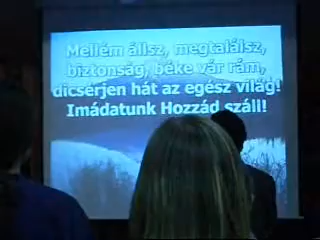 Mellém állsz, megtalálsz,
biztonság, béke vár rám,
dicsérjen hát az egész világ!
Imádatunk Hozzád száll!